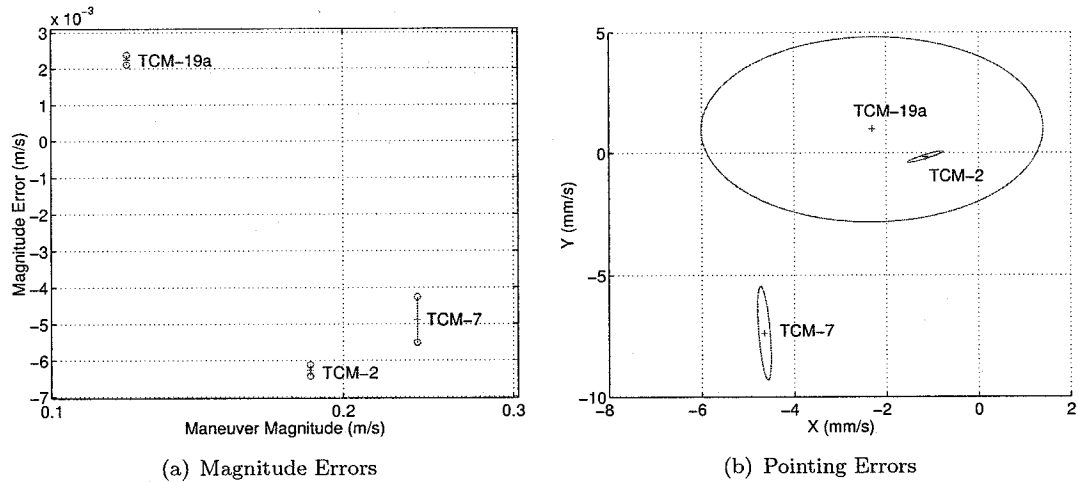 x 10⁻³
3
2
1
0
−1
−2
−3
−4
−5
−6
−7
Magnitude Error (m/s)
TCM−19a
TCM−7
TCM−2
0.1
0.2
0.3
Maneuver Magnitude (m/s)
(a) Magnitude Errors
5
0
−5
−10
Y (mm/s)
TCM−19a
TCM−2
TCM−7
−8
−6
−4
−2
0
2
X (mm/s)
(b) Pointing Errors